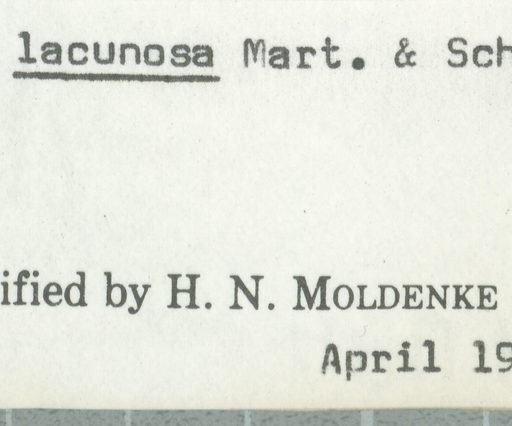 lacunosa Mart. & Sch
ified by H. N. MOLDENKE
April 19